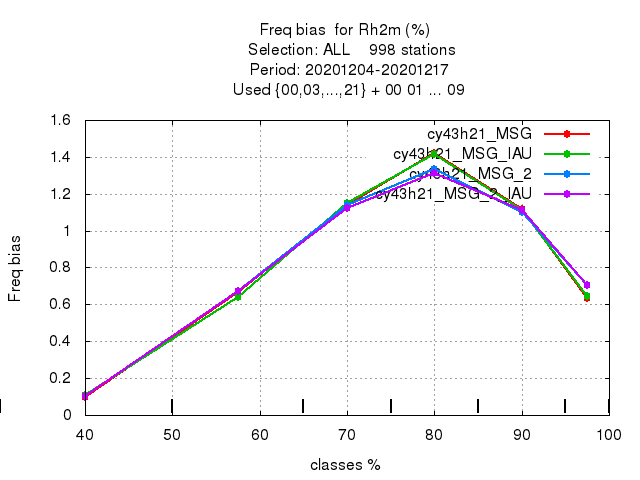 Freq bias  for Rh2m (%)
Selection: ALL    998 stations
Period: 20201204-20201217
Used {00,03,...,21} + 00 01 ... 09
cy43h21_MSG
cy43h21_MSG_IAU
cy43h21_MSG_2
cy43h21_MSG_2_IAU
1.6
1.4
1.2
1
0.8
0.6
0.4
0.2
0
Freq bias
40 50 60 70 80 90 100
classes %